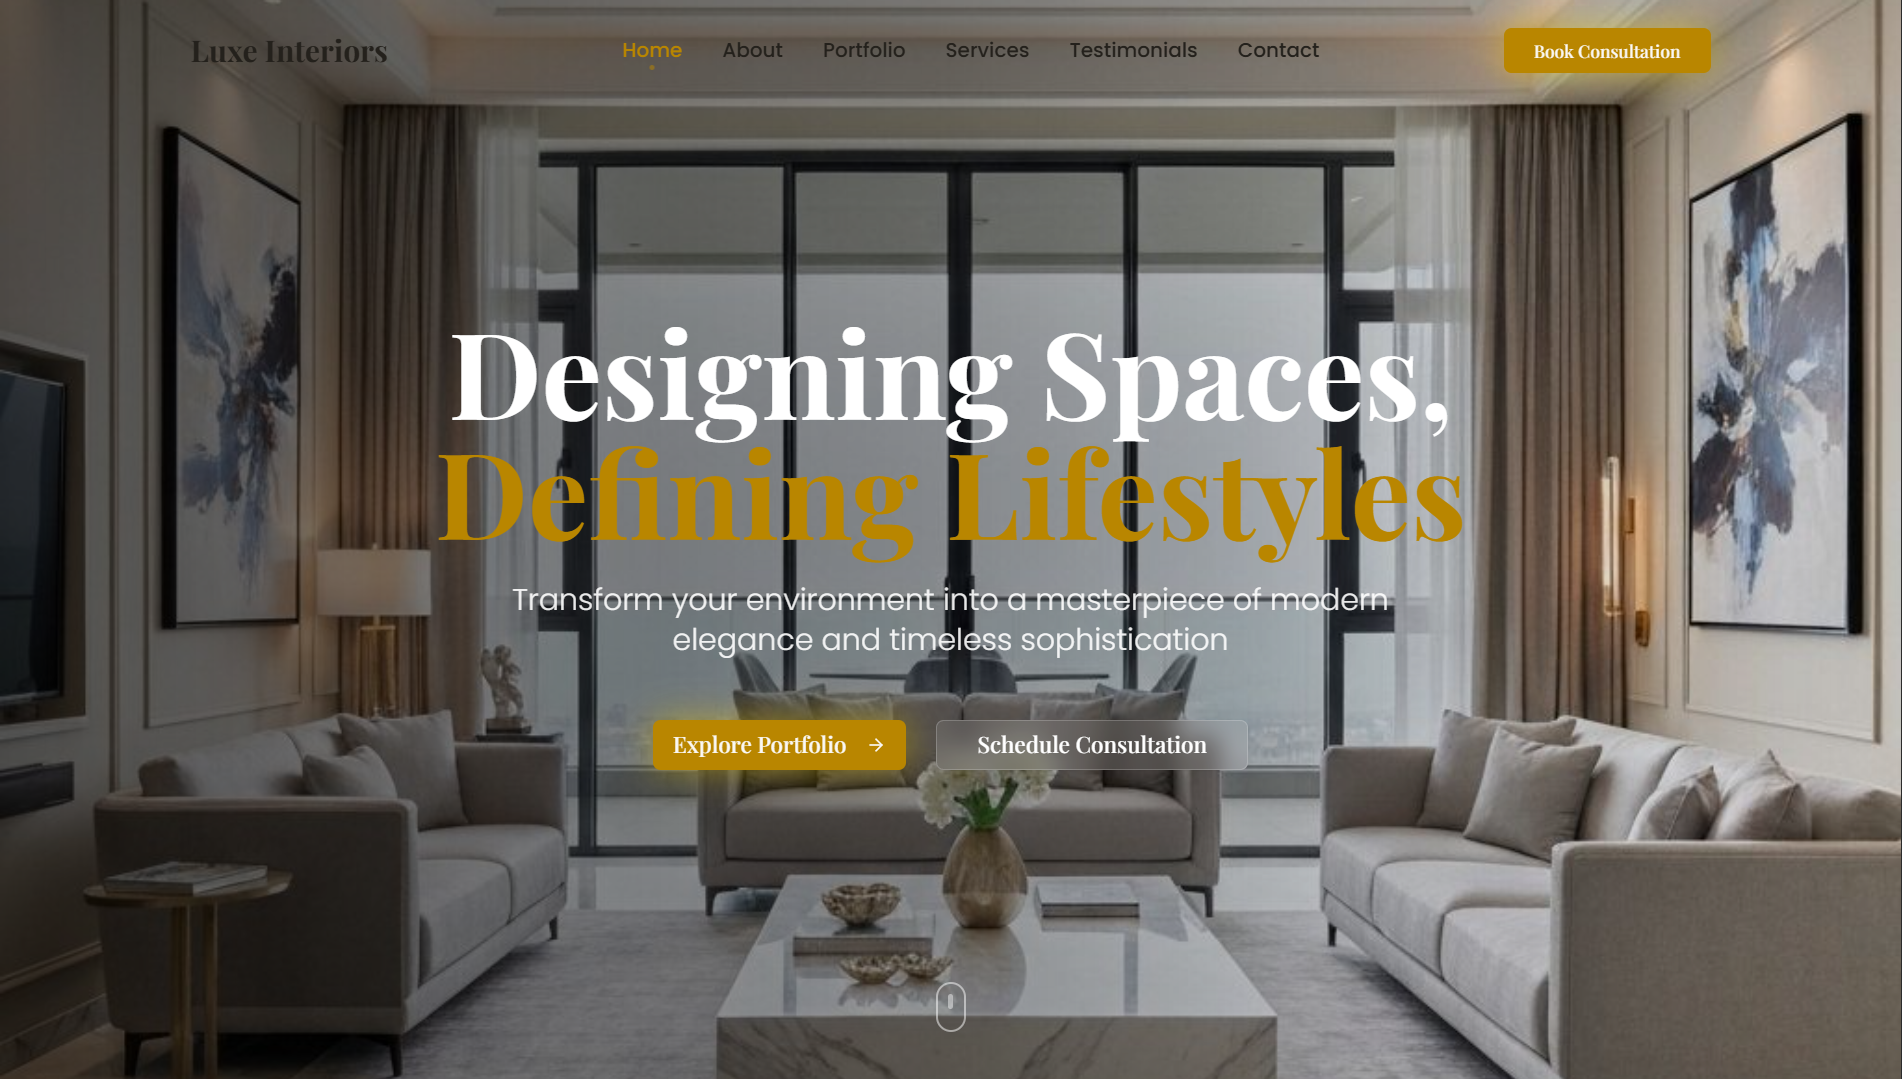 Luxe Interiors
Home
About
Portfolio
Services
Testimonials
Contact
Book Consultation
Designing Spaces,
Defining Lifestyles
Transform your environment into a masterpiece of modern
elegance and timeless sophistication
Explore Portfolio →
Schedule Consultation